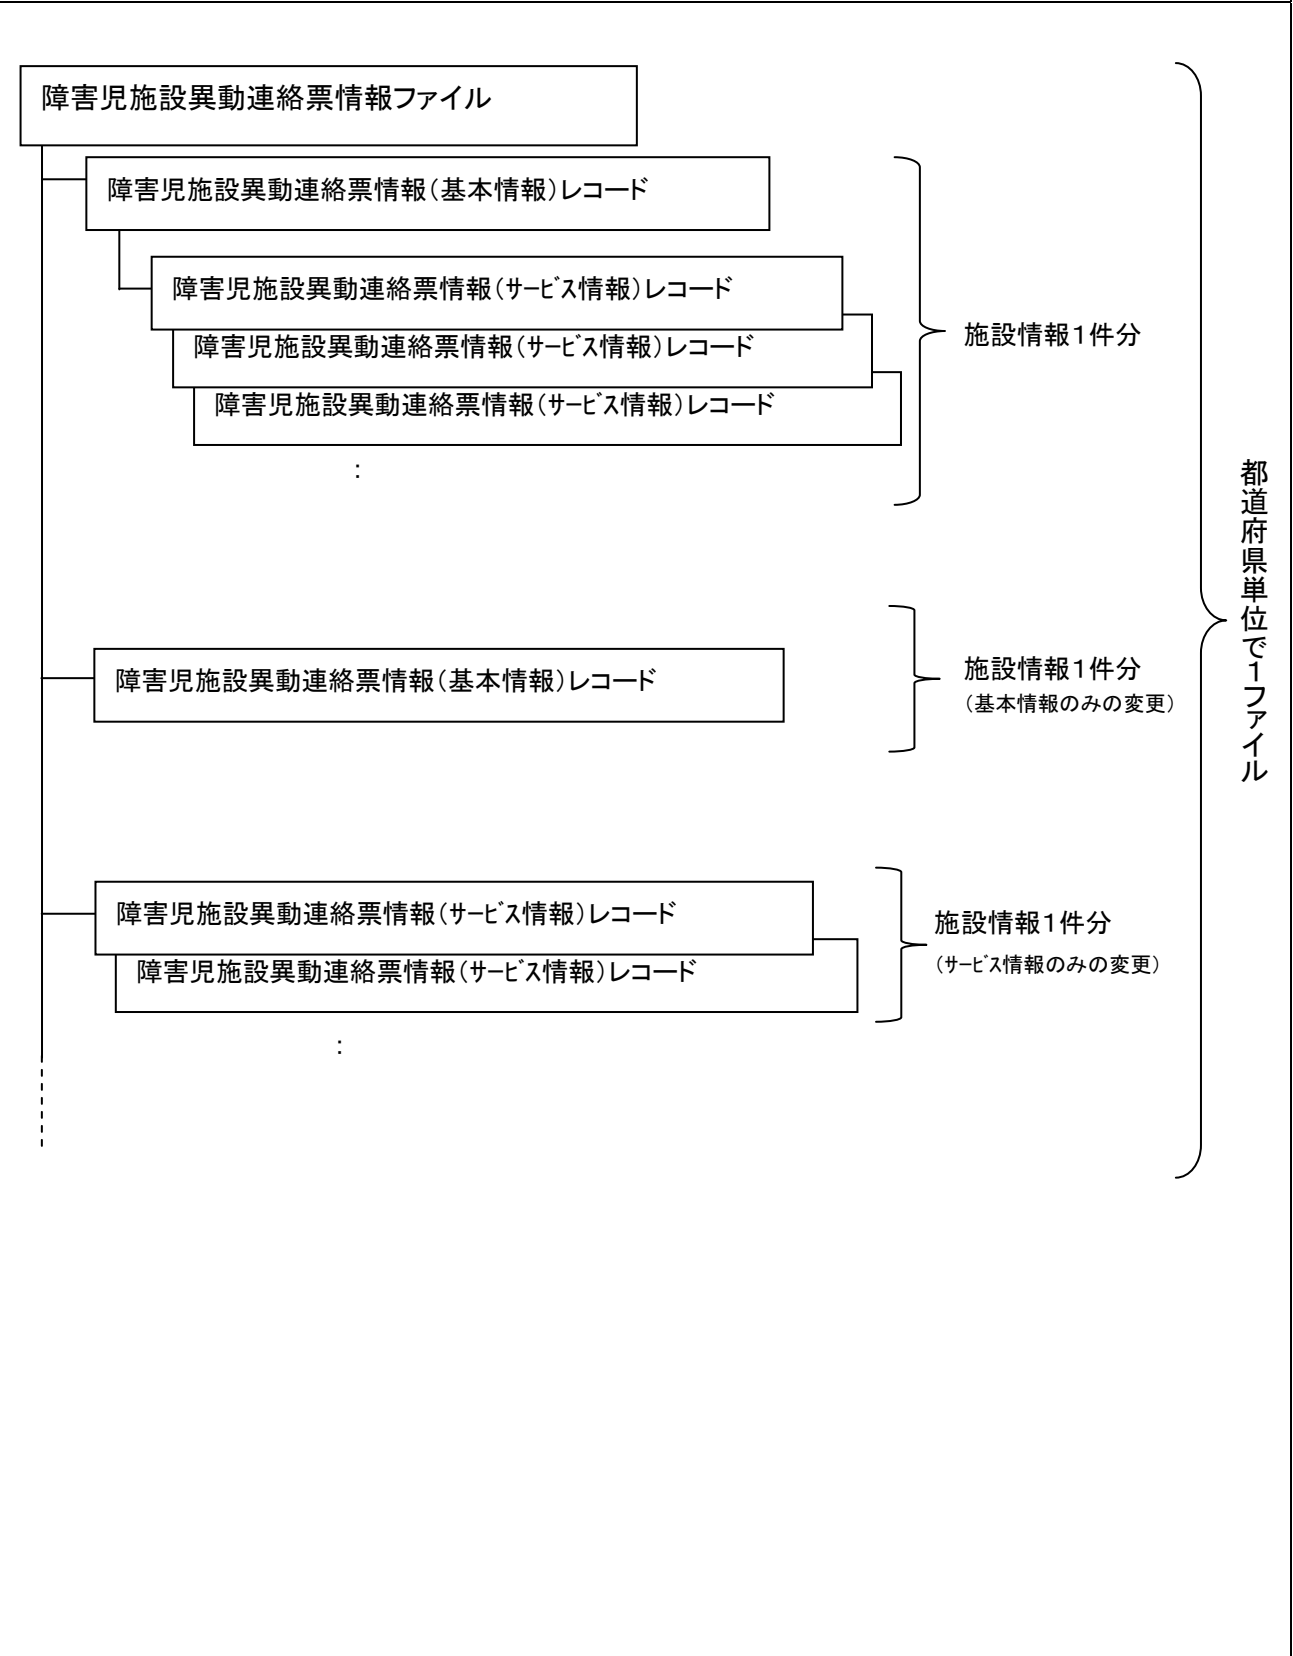 障害児施設異動連絡票情報ファイル
障害児施設異動連絡票情報（基本情報）レコード
障害児施設異動連絡票情報（ｻｰﾋﾞｽ情報）レコード
障害児施設異動連絡票情報（ｻｰﾋﾞｽ情報）レコード
障害児施設異動連絡票情報（ｻｰﾋﾞｽ情報）レコード
：
施設情報１件分
障害児施設異動連絡票情報（基本情報）レコード
施設情報１件分
（基本情報のみの変更）
障害児施設異動連絡票情報（ｻｰﾋﾞｽ情報）レコード
障害児施設異動連絡票情報（ｻｰﾋﾞｽ情報）レコード
：
施設情報１件分
（ｻｰﾋﾞｽ情報のみの変更）
都道府県単位で１ファイル